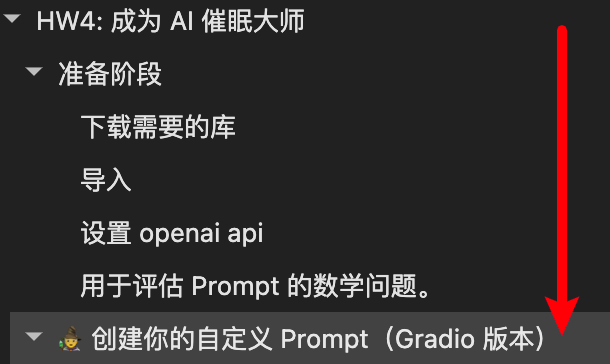 HW4: 成为 AI 催眠大师
准备阶段
下载需要的库
导入
设置 openai api
用于评估 Prompt 的数学问题。
🧙 创建你的自定义 Prompt（Gradio 版本）